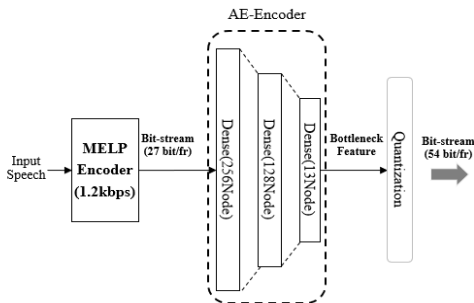 AE-Encoder
Input
Speech
MELP
Encoder
(1.2kbps)
Bit-stream
(27 bit/fr)
Dense(256Node)
Dense(128Node)
Dense(13Node)
Bottleneck
Feature
Quantization
Bit-stream
(54 bit/fr)